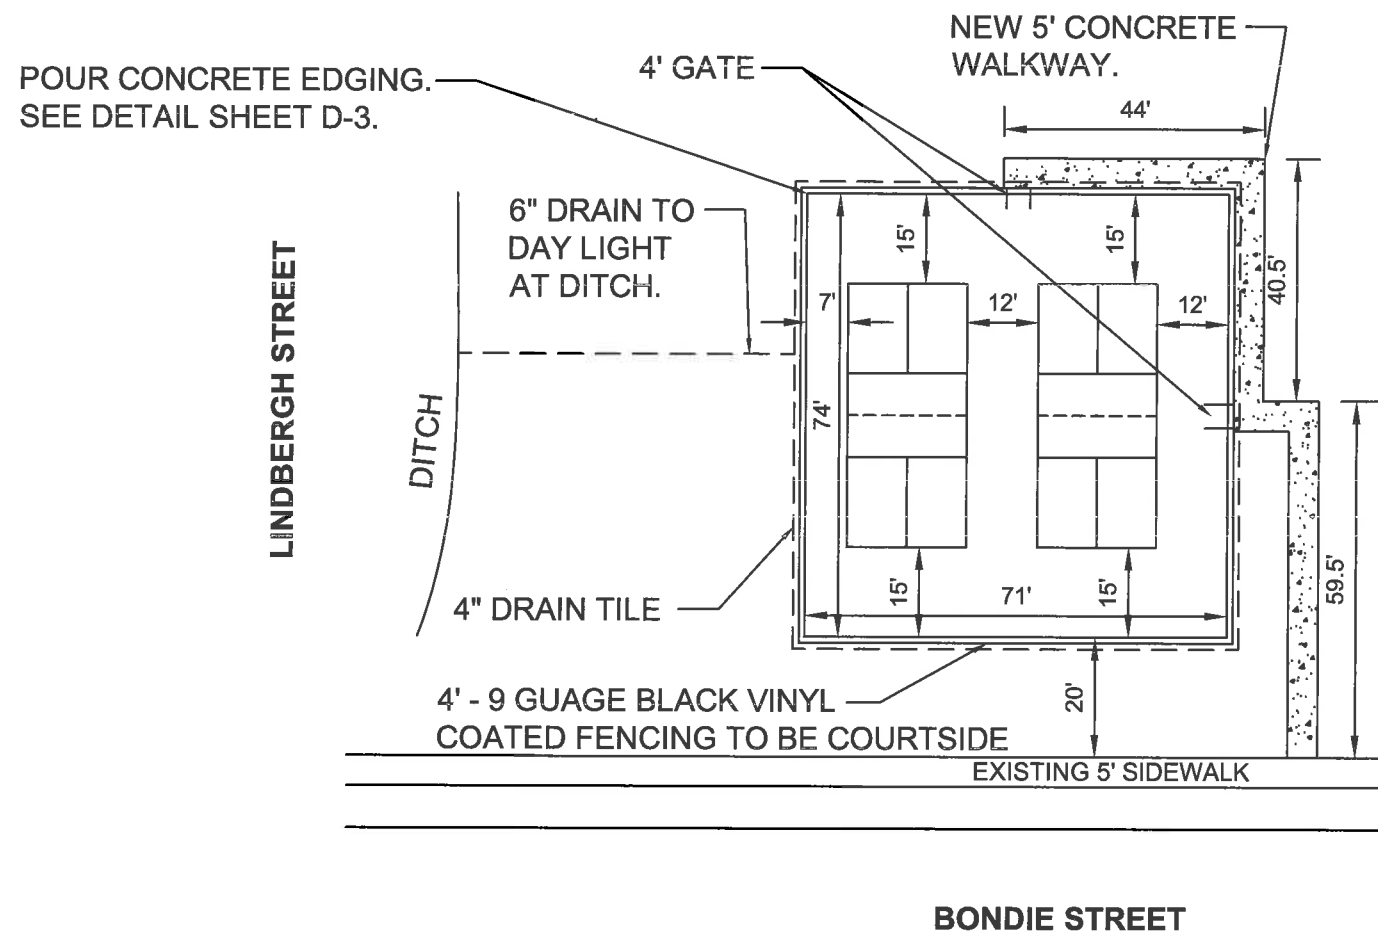 NEW 5' CONCRETE
WALKWAY.
4' GATE
POUR CONCRETE EDGING.
SEE DETAIL SHEET D-3.
44'
6" DRAIN TO
DAY LIGHT
AT DITCH.
15'
15'
40.5'
7'
12'
12'
LINDBERGH STREET
DITCH
74'
15'
71'
15'
59.5'
4" DRAIN TILE
4' - 9 GUAGE BLACK VINYL
COATED FENCING TO BE COURTSIDE
20'
EXISTING 5' SIDEWALK
BONDIE STREET